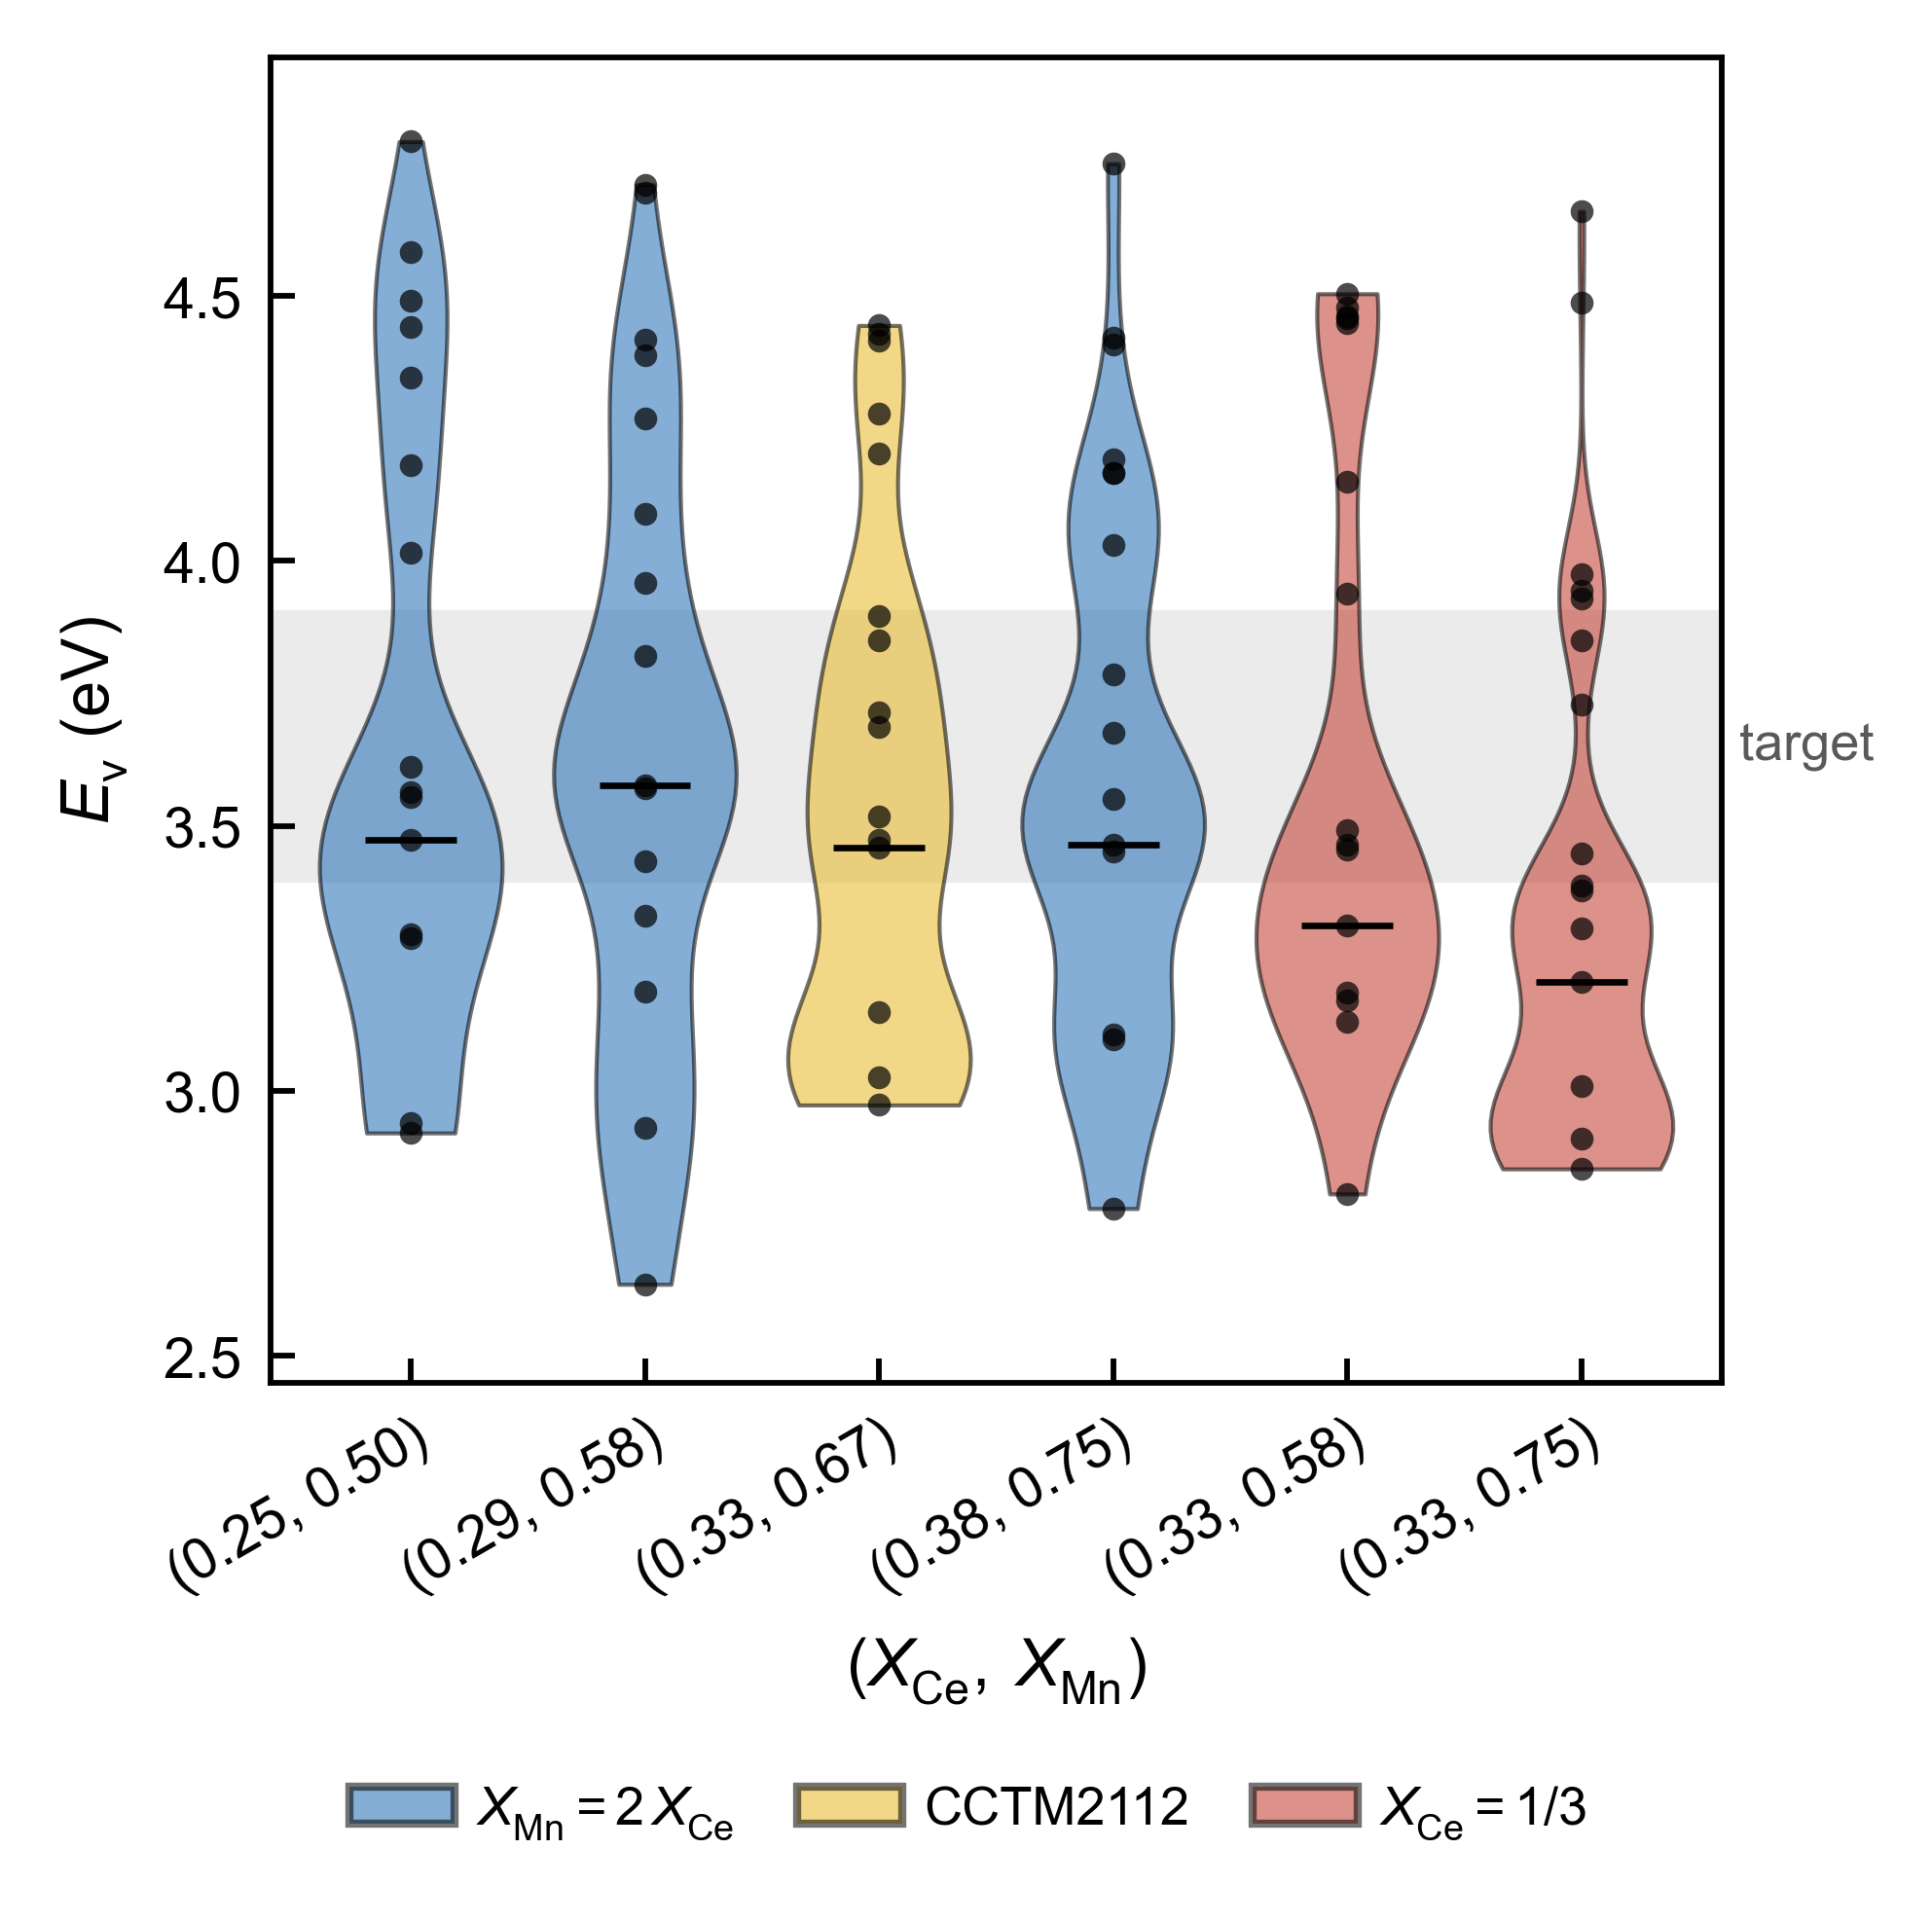 4.5
4.0
3.5
3.0
2.5
E_v (eV)
target
(0.25, 0.50)
(0.29, 0.58)
(0.33, 0.67)
(0.38, 0.75)
(0.33, 0.58)
(0.33, 0.75)
(X_Ce, X_Mn)
X_Mn = 2 X_Ce
CCTM2112
X_Ce = 1/3